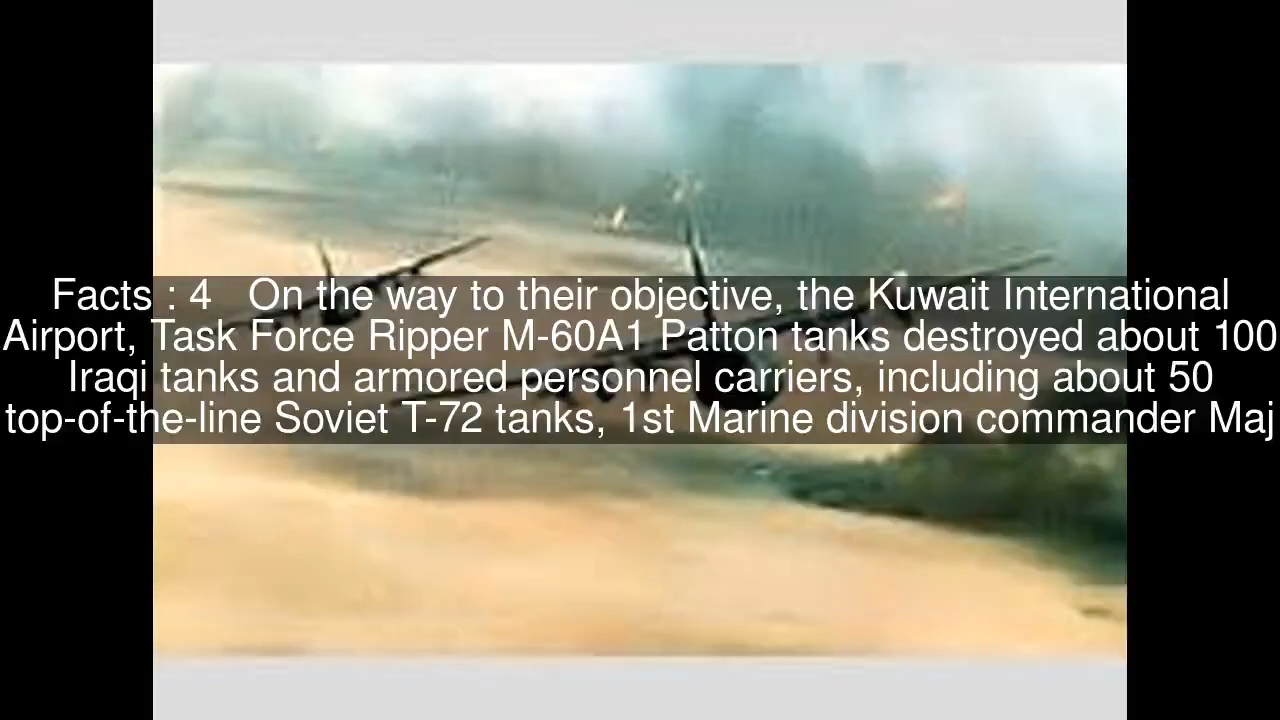 Facts : 4 On the way to their objective, the Kuwait International
Airport, Task Force Ripper M-60A1 Patton tanks destroyed about 100
Iraqi tanks and armored personnel carriers, including about 50
top-of-the-line Soviet T-72 tanks, 1st Marine division commander Maj